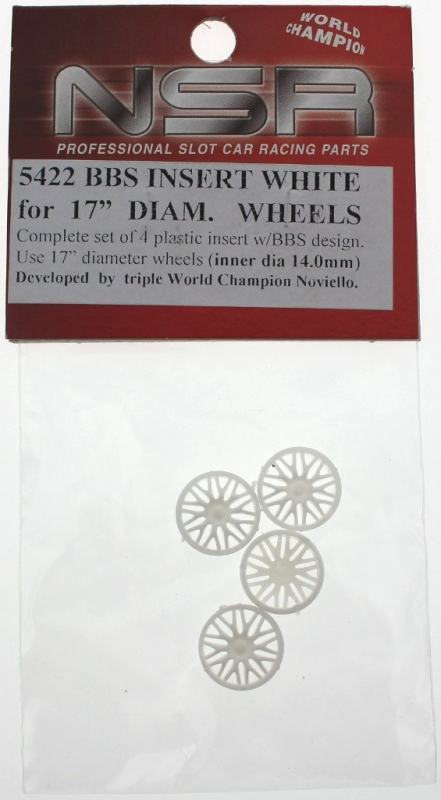 WORLD
CHAMPION
NSR
PROFESSIONAL SLOT CAR RACING PARTS
5422 BBS INSERT WHITE
for 17” DIAM. WHEELS
Complete set of 4 plastic insert w/BBS design.
Use 17” diameter wheels (inner dia 14.0mm)
Developed by triple World Champion Noviello.